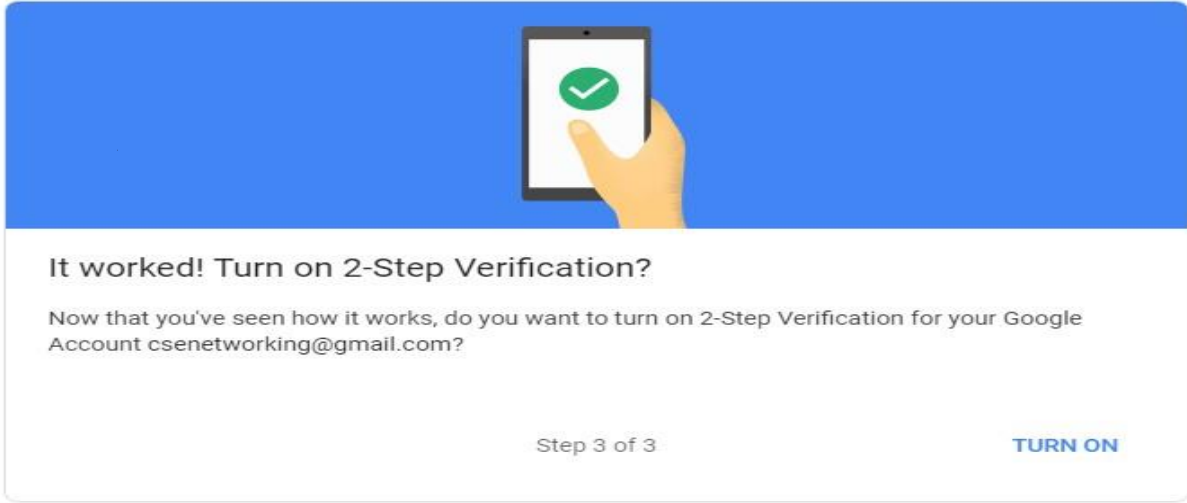 It worked! Turn on 2-Step Verification?
Now that you've seen how it works, do you want to turn on 2-Step Verification for your Google
Account csenetworking@gmail.com?
Step 3 of 3
TURN ON